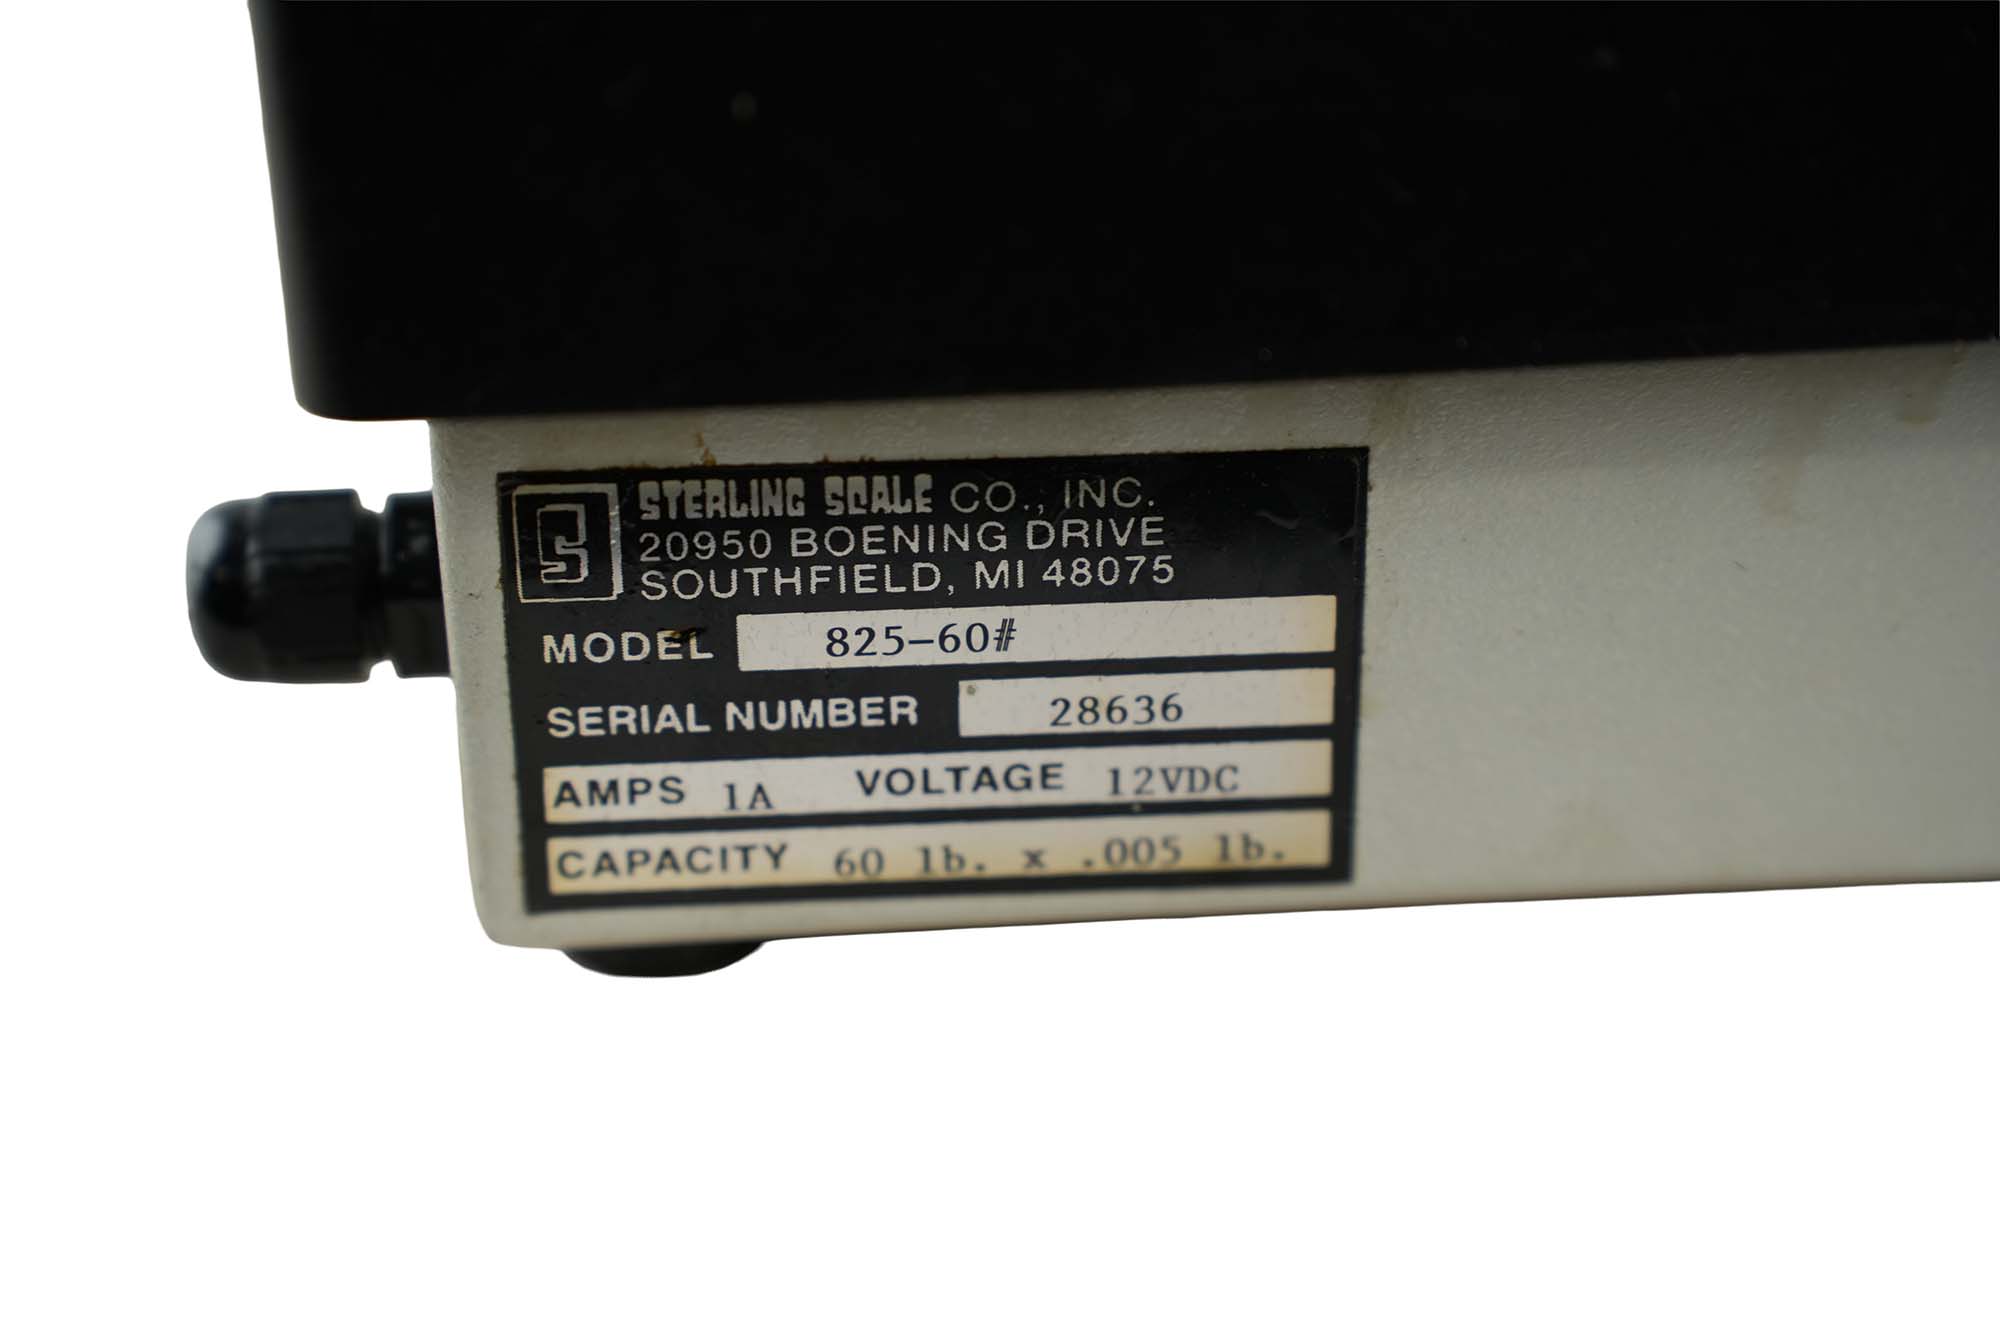 S STERLING SCALE CO., INC.
20950 BOENING DRIVE
SOUTHFIELD, MI 48075
MODEL 825-60#
SERIAL NUMBER 28636
AMPS 1A VOLTAGE 12VDC
CAPACITY 60 lb. x .005 lb.